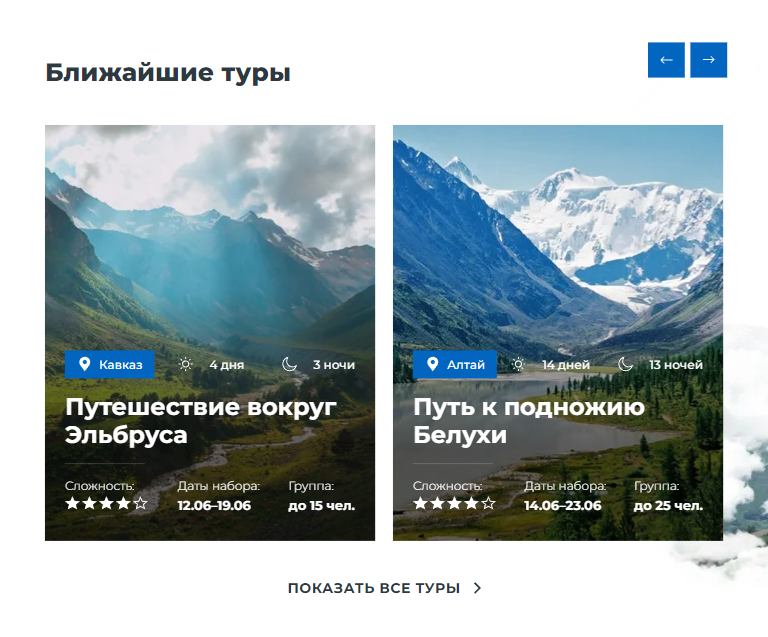 Ближайшие туры
Кавказ
4 дня
3 ночи
Путешествие вокруг
Эльбруса
Сложность:
Даты набора:
Группа:
12.06–19.06
до 15 чел.
Алтай
14 дней
13 ночей
Путь к подножию
Белухи
Сложность:
Даты набора:
Группа:
14.06–23.06
до 25 чел.
ПОКАЗАТЬ ВСЕ ТУРЫ